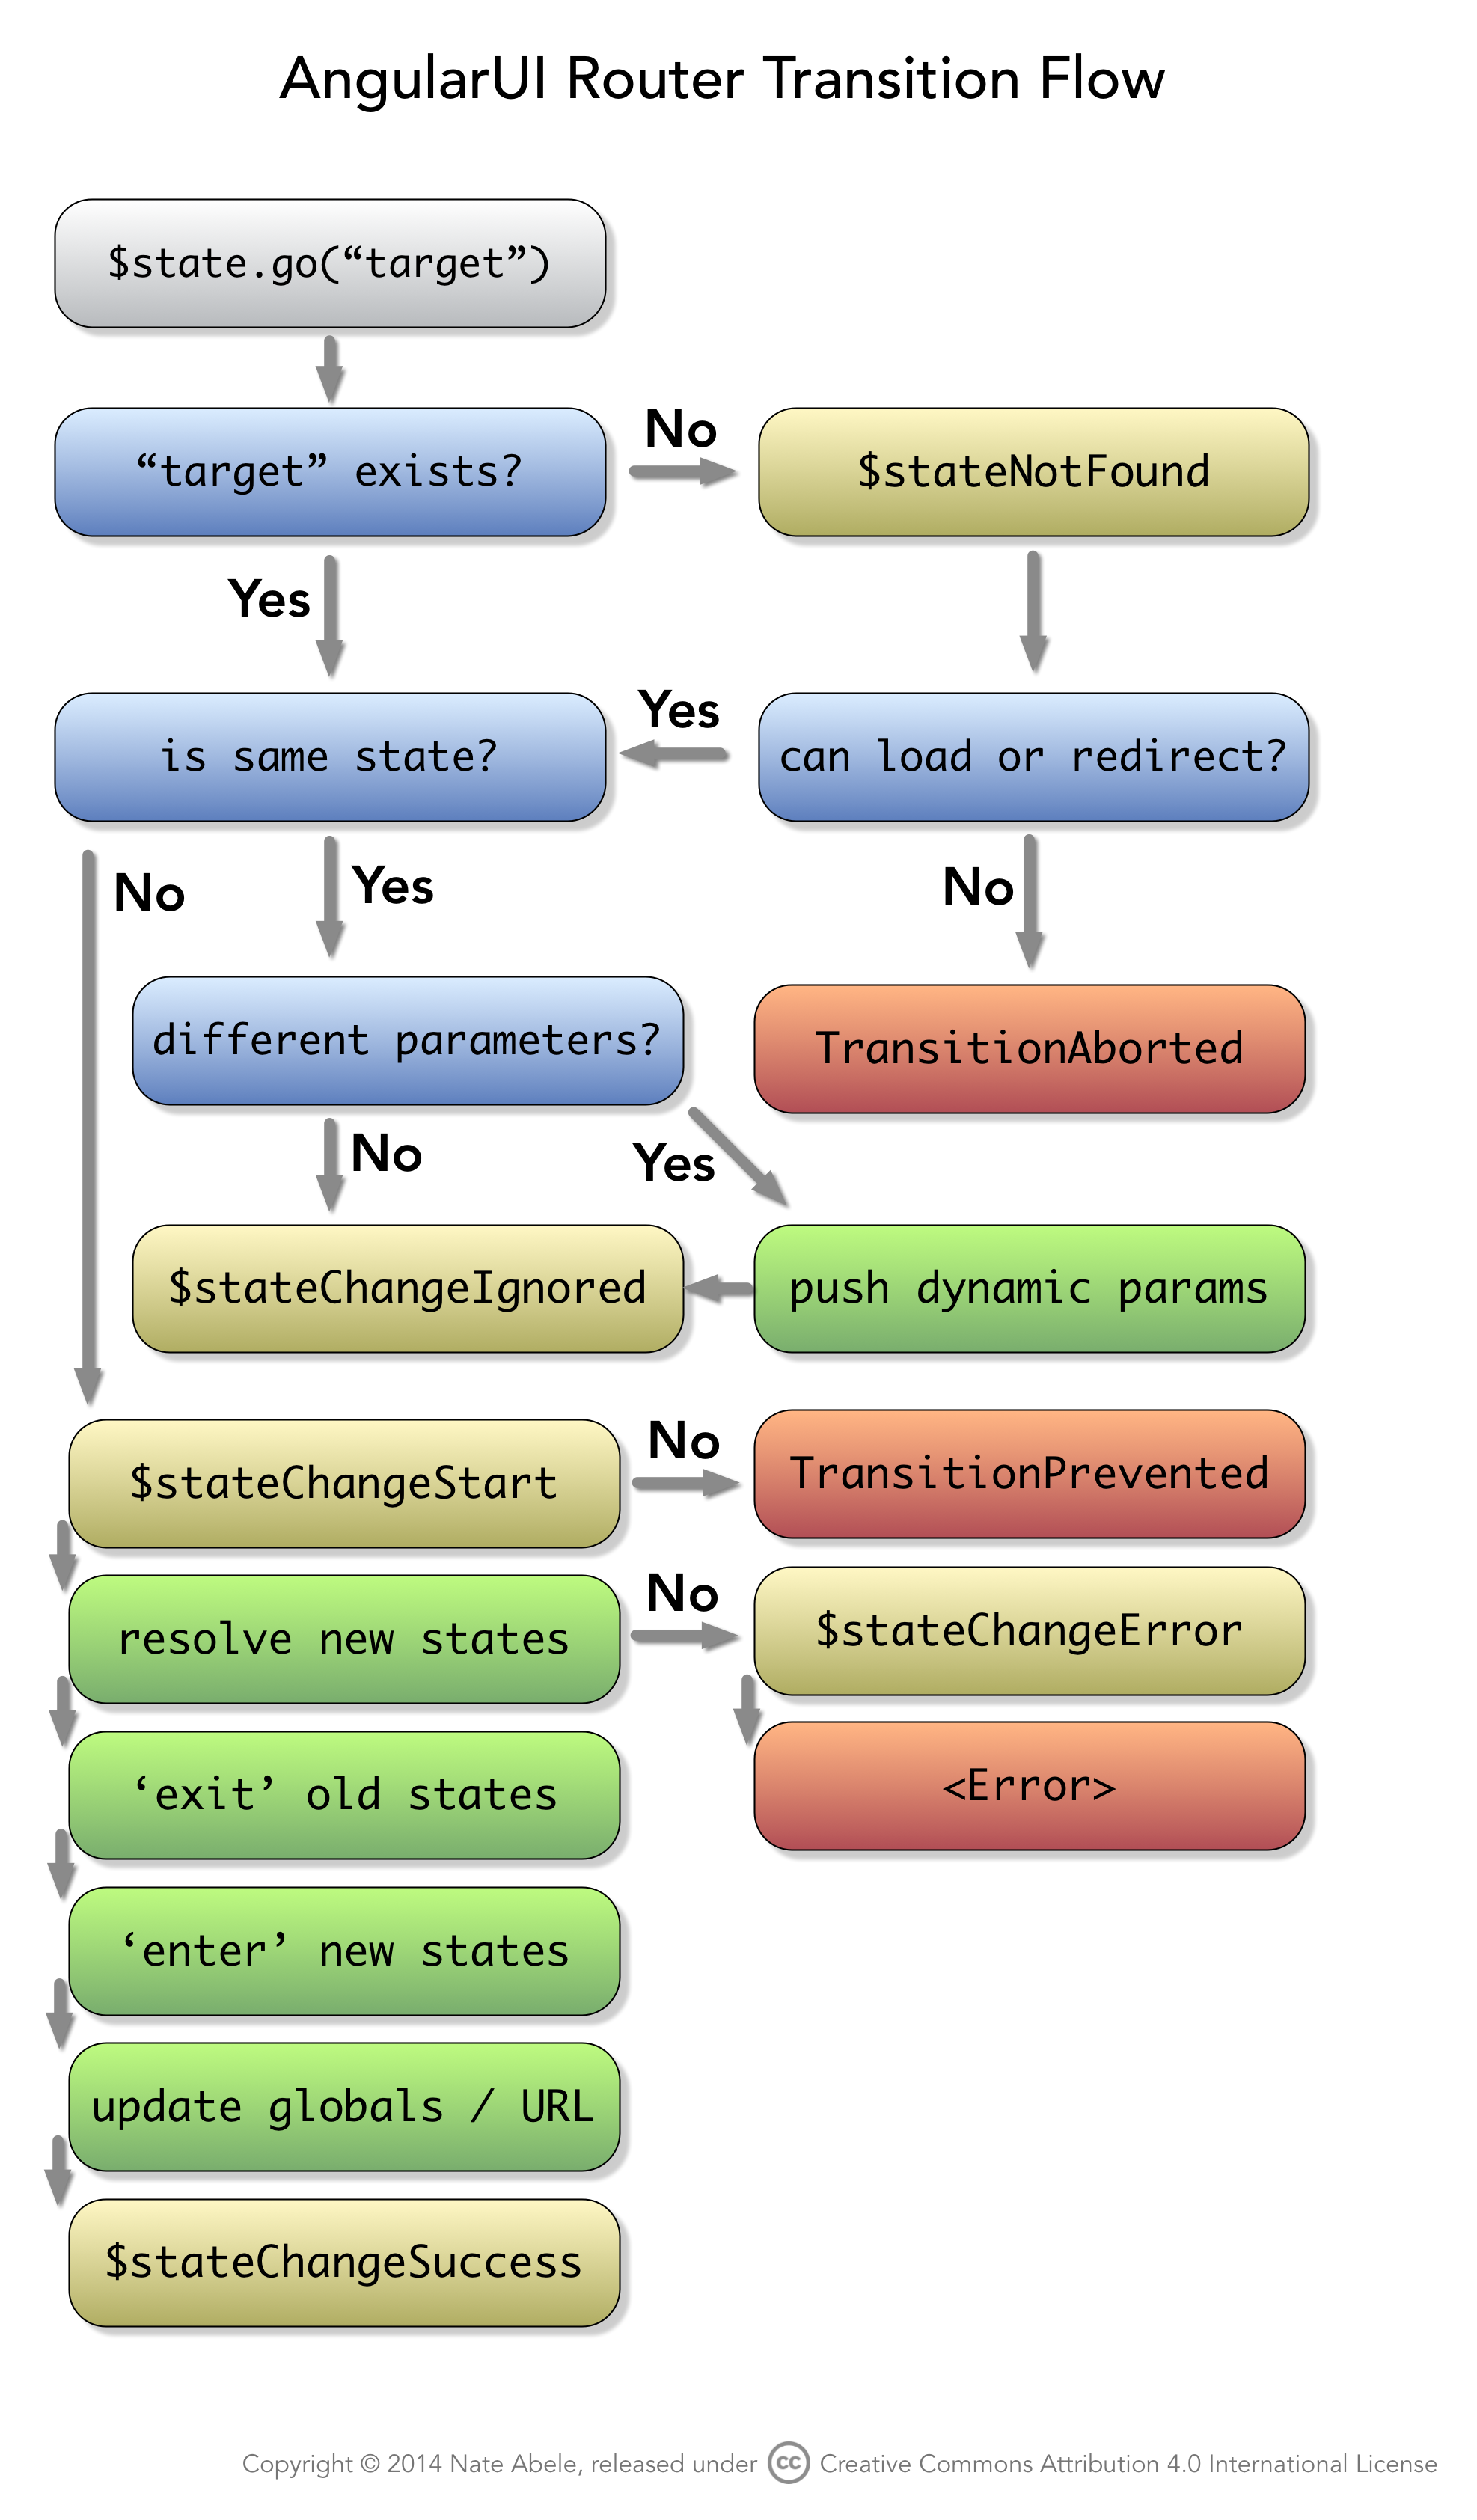 AngularUI Router Transition Flow
$state.go(“target”)
“target” exists?
No
$stateNotFound
Yes
is same state?
Yes
can load or redirect?
No
Yes
No
different parameters?
TransitionAborted
No
Yes
$stateChangeIgnored
push dynamic params
$stateChangeStart
No
TransitionPrevented
resolve new states
No
$stateChangeError
‘exit’ old states
<Error>
‘enter’ new states
update globals / URL
$stateChangeSuccess
Copyright © 2014 Nate Abele, released under cc Creative Commons Attribution 4.0 International License